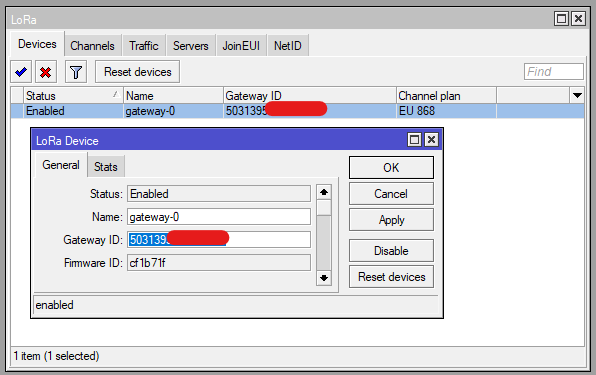 LoRa
Devices Channels Traffic Servers JoinEUI NetID
Reset devices Find
Status Name Gateway ID Channel plan
Enabled gateway-0 5031395 EU 868
LoRa Device
General Stats
OK
Status: Enabled
Cancel
Name: gateway-0
Apply
Gateway ID: 503139
Disable
Firmware ID: cf1b71f
Reset devices
enabled
1 item (1 selected)